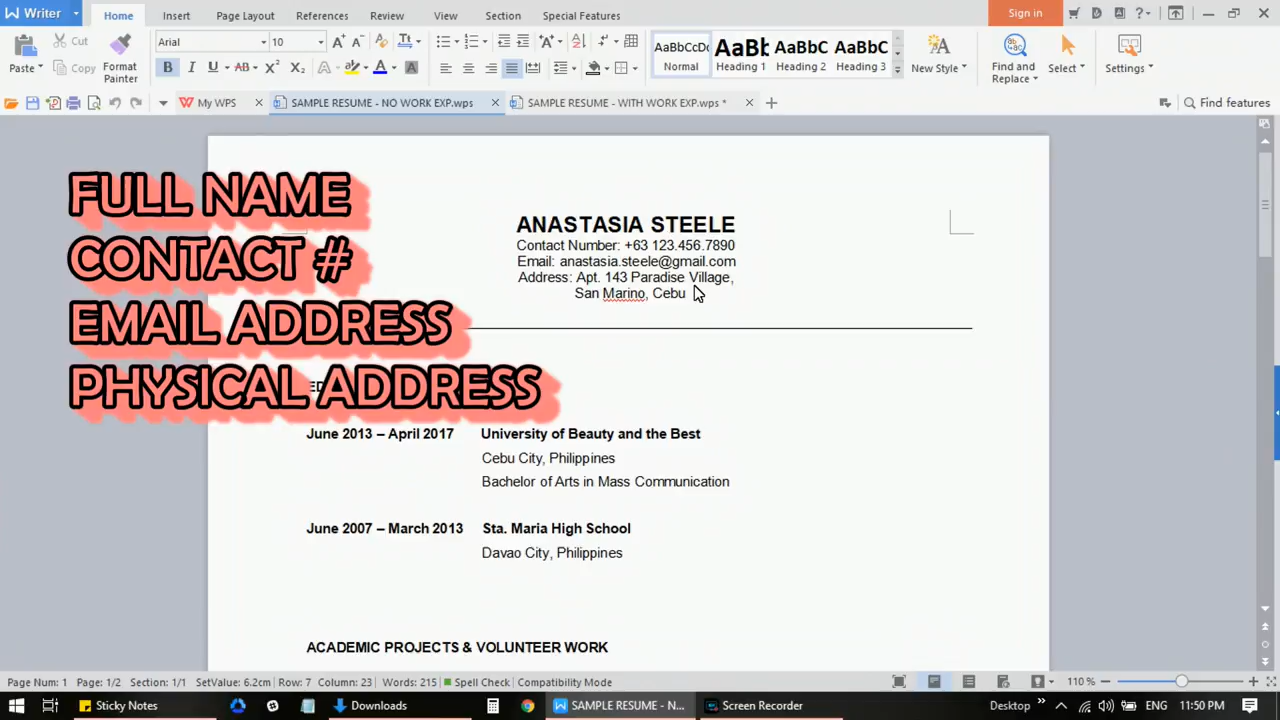 Writer Home Insert Page Layout References Review View Section Special Features Sign in
Paste Cut Copy Format Painter Arial 10 AaBbCcDd Normal AaBb Heading 1 AaBbC Heading 2 AaBbC Heading 3 New Style Find and Replace Select Settings
My WPS SAMPLE RESUME - NO WORK EXP.wps SAMPLE RESUME - WITH WORK EXP.wps * Find features
FULL NAME
CONTACT #
EMAIL ADDRESS
PHYSICAL ADDRESS
ANASTASIA STEELE
Contact Number: +63 123.456.7890
Email: anastasia.steele@gmail.com
Address: Apt. 143 Paradise Village,
San Marino, Cebu
June 2013 – April 2017 University of Beauty and the Best
Cebu City, Philippines
Bachelor of Arts in Mass Communication
June 2007 – March 2013 Sta. Maria High School
Davao City, Philippines
ACADEMIC PROJECTS & VOLUNTEER WORK
Page Num: 1 Page: 1/2 Section: 1/1 SetValue: 6.2cm Row: 7 Column: 23 Words: 215 Spell Check Compatibility Mode 110 %
Sticky Notes Downloads SAMPLE RESUME - N... Screen Recorder Desktop ENG 11:50 PM